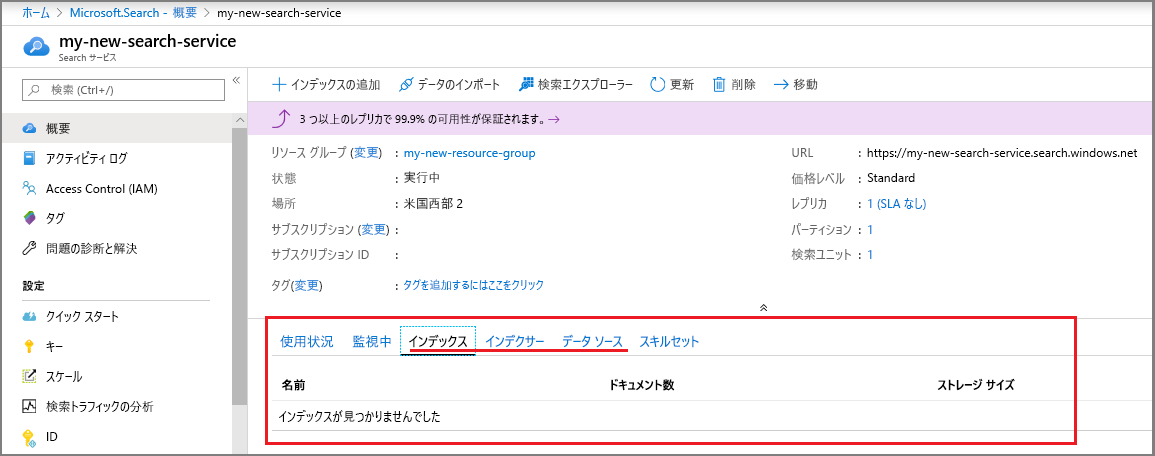 ホーム > Microsoft.Search - 概要 > my-new-search-service
my-new-search-service
Search サービス
検索 (Ctrl+/)
概要
アクティビティ ログ
Access Control (IAM)
タグ
問題の診断と解決
設定
クイック スタート
キー
スケール
検索トラフィックの分析
ID
インデックスの追加 データのインポート 検索エクスプローラー 更新 削除 移動
3 つ以上のレプリカで 99.9% の可用性が保証されます。→
リソース グループ (変更) : my-new-resource-group
状態 : 実行中
場所 : 米国西部 2
サブスクリプション (変更) :
サブスクリプション ID :
タグ(変更) : タグを追加するにはここをクリック
URL : https://my-new-search-service.search.windows.net
価格レベル : Standard
レプリカ : 1 (SLA なし)
パーティション : 1
検索ユニット : 1
使用状況 監視中 インデックス インデクサー データ ソース スキルセット
名前 ドキュメント数 ストレージ サイズ
インデックスが見つかりませんでした